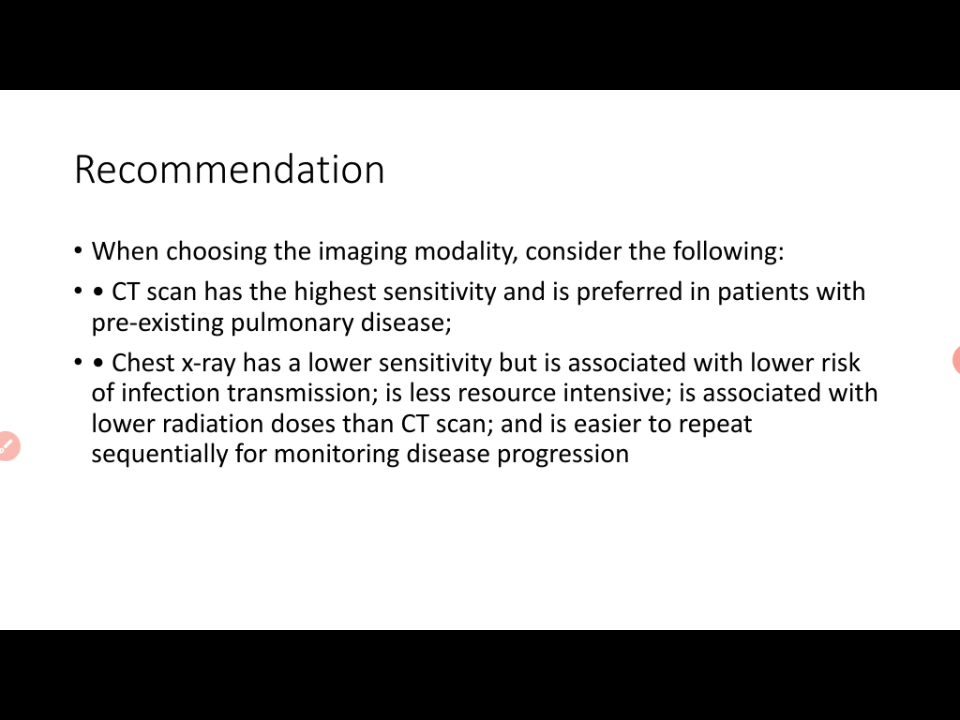 Recommendation
• When choosing the imaging modality, consider the following:
• • CT scan has the highest sensitivity and is preferred in patients with
pre-existing pulmonary disease;
• • Chest x-ray has a lower sensitivity but is associated with lower risk
of infection transmission; is less resource intensive; is associated with
lower radiation doses than CT scan; and is easier to repeat
sequentially for monitoring disease progression